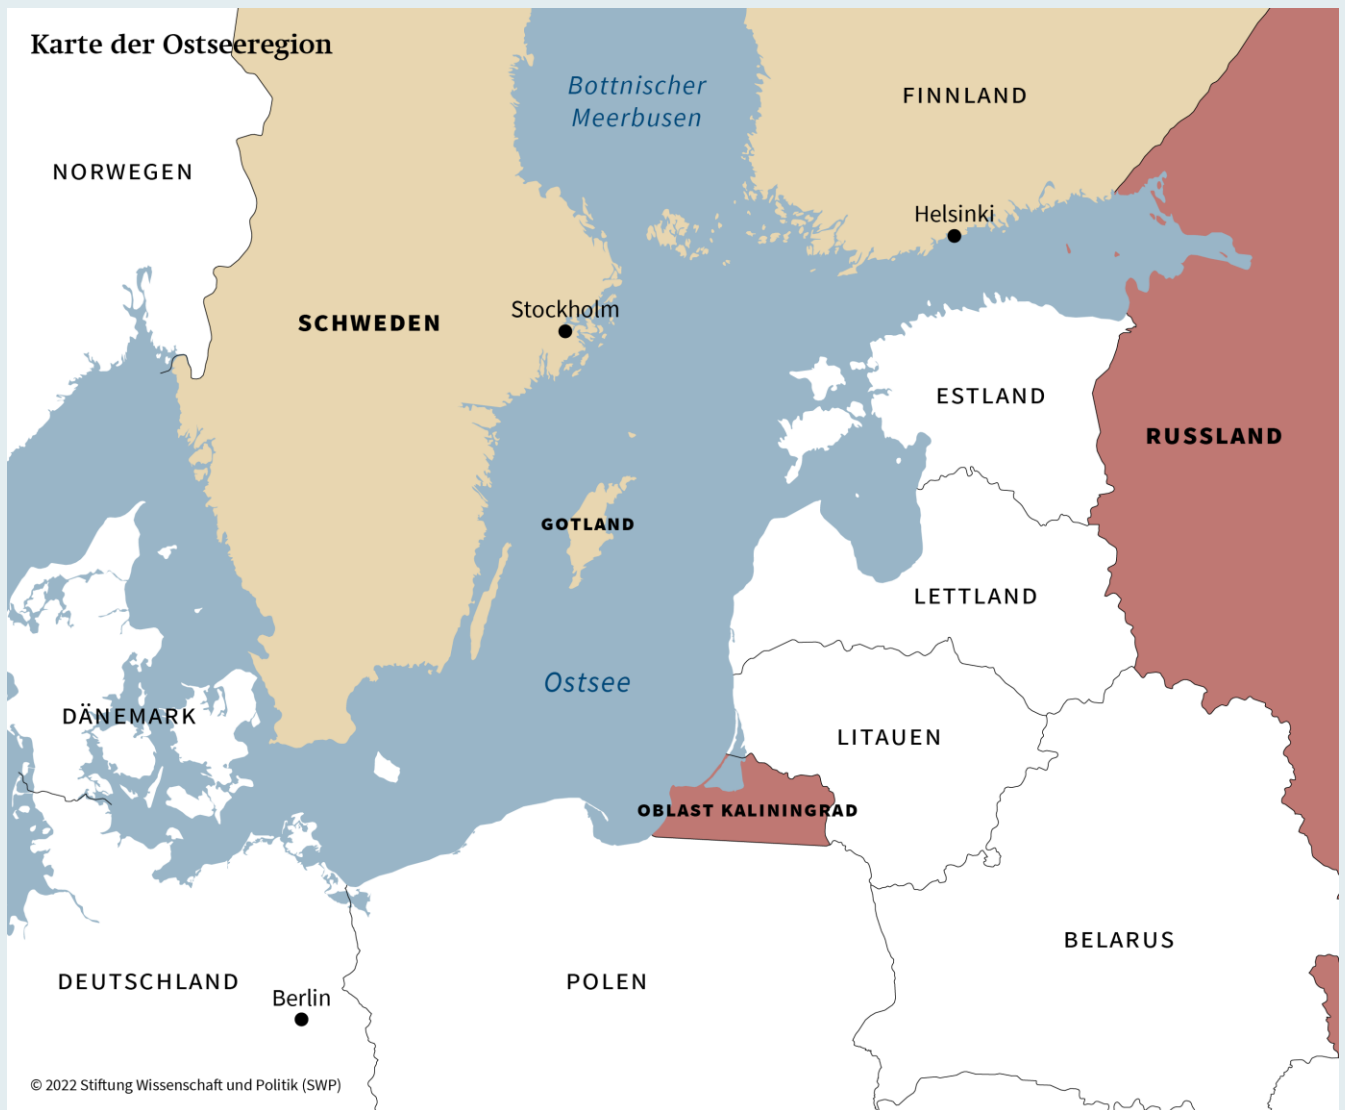 Karte der Ostseeregion
Bottnischer
Meerbusen
FINNLAND
NORWEGEN
Helsinki
Stockholm
SCHWEDEN
ESTLAND
RUSSLAND
GOTLAND
LETTLAND
Ostsee
DÄNEMARK
LITAUEN
OBLAST KALININGRAD
BELARUS
DEUTSCHLAND
POLEN
Berlin
© 2022 Stiftung Wissenschaft und Politik (SWP)